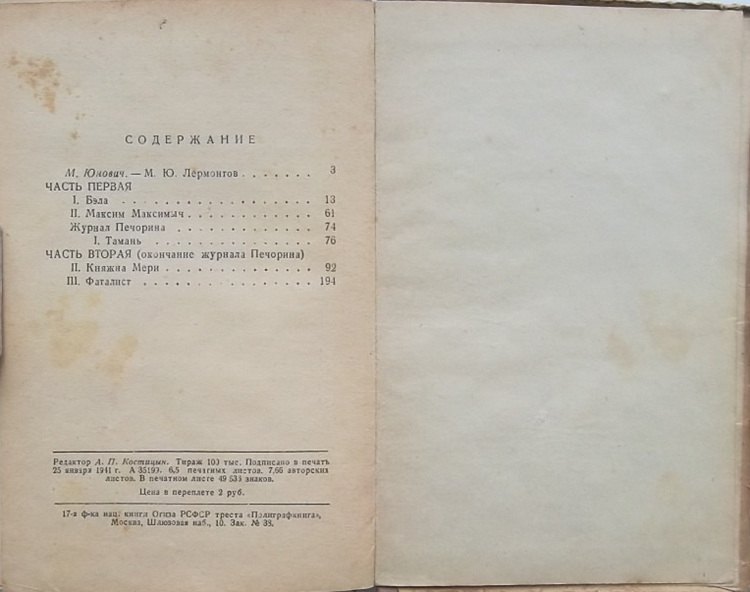 СОДЕРЖАНИЕ
М. Юнович. — М. Ю. Лермонтов . . . . . . . 3
ЧАСТЬ ПЕРВАЯ
I. Бэла . . . . . . . . . . . . . . . . 13
II. Максим Максимыч . . . . . . . . . . . 61
Журнал Печорина . . . . . . . . . . . . 74
I. Тамань . . . . . . . . . . . . . . 76
ЧАСТЬ ВТОРАЯ (окончание журнала Печорина)
II. Княжна Мери . . . . . . . . . . . . . 92
III. Фаталист . . . . . . . . . . . . . . 194
Редактор А. П. Костицын. Тираж 100 тыс. Подписано в печать
25 января 1941 г. А 35199. 6,5 печатных листов. 7,66 авторских
листов. В печатном листе 49 533 знаков.
Цена в переплете 2 руб.
17-я ф-ка нац. книги Огиза РСФСР треста «Полиграфкнига»,
Москва, Шлюзовая наб., 10. Зак. № 33.